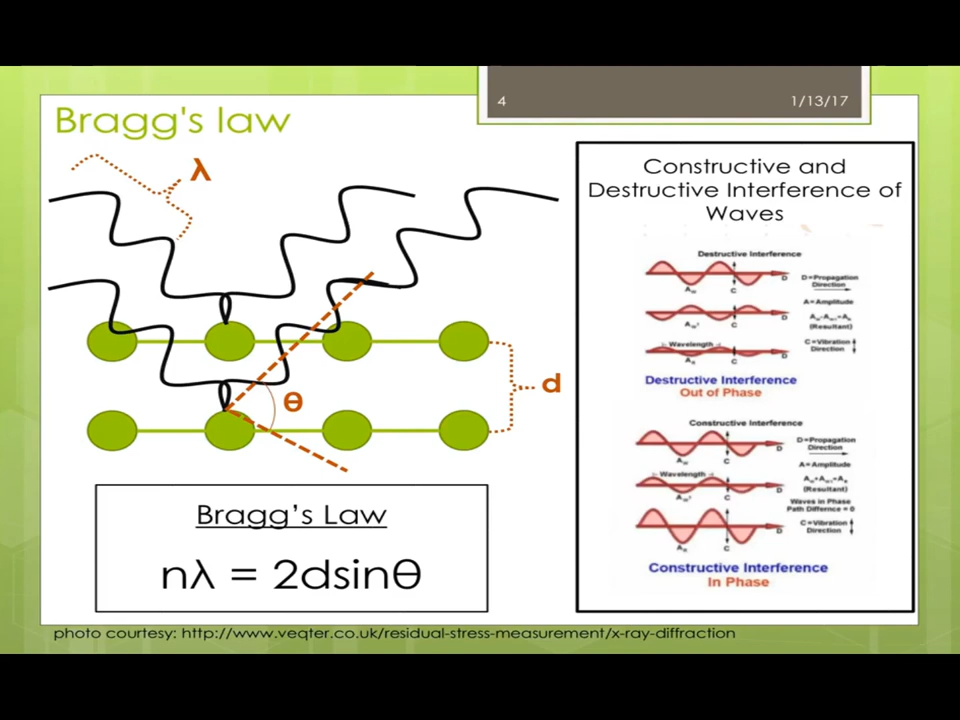 4
1/13/17
Bragg's law
λ
θ
d
Bragg's Law
nλ = 2dsinθ
Constructive and
Destructive Interference of
Waves
Destructive Interference
D
D=Propagation
Direction
C
A=Amplitude
D
(Resultant)
C
Wavelength
C=Vibration
Direction
D
C
Destructive Interference
Out of Phase
Constructive Interference
D
D=Propagation
Direction
C
A=Amplitude
Wavelength
D
(Resultant)
C
Waves in Phase
Path Differnce = 0
D
C=Vibration
Direction
C
Constructive Interference
In Phase
photo courtesy: http://www.veqter.co.uk/residual-stress-measurement/x-ray-diffraction